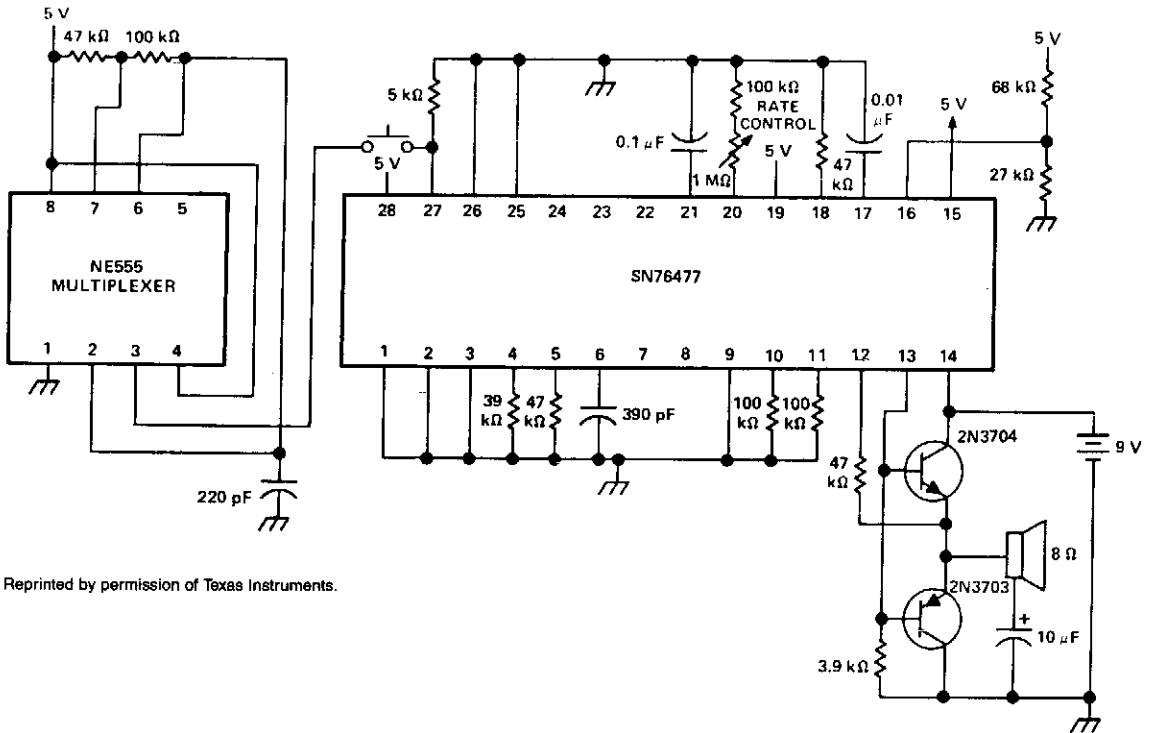 5 V
47 kΩ 100 kΩ
8 7 6 5
NE555
MULTIPLEXER
1 2 3 4
220 pF
5 kΩ
5 V
0.1 μF
100 kΩ
RATE
CONTROL
1 MΩ
5 V
47
kΩ
0.01
μF
5 V
5 V
68 kΩ
27 kΩ
28 27 26 25 24 23 22 21 20 19 18 17 16 15
SN76477
1 2 3 4 5 6 7 8 9 10 11 12 13 14
39
kΩ
47
kΩ
390 pF
100
kΩ
100
kΩ
47
kΩ
2N3704
9 V
8 Ω
2N3703
+
10 μF
3.9 kΩ
Reprinted by permission of Texas Instruments.